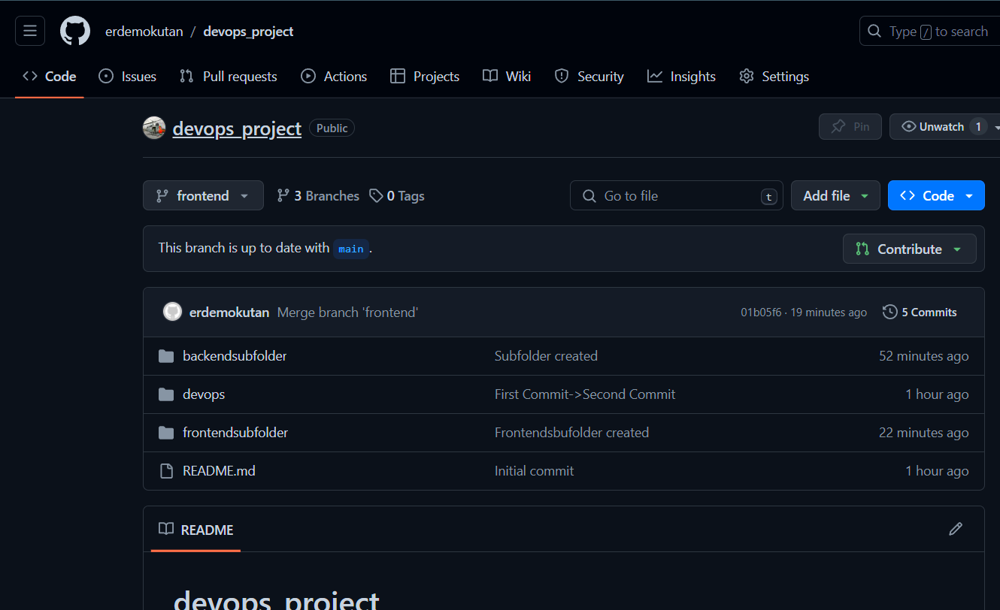 erdemokutan / devops_project
Type / to search
Code Issues Pull requests Actions Projects Wiki Security Insights Settings
devops_project Public
Pin Unwatch 1
frontend 3 Branches 0 Tags
Go to file t Add file Code
This branch is up to date with main .
Contribute
erdemokutan Merge branch 'frontend' 01b05f6 · 19 minutes ago 5 Commits
backendsubfolder Subfolder created 52 minutes ago
devops First Commit->Second Commit 1 hour ago
frontendsubfolder Frontendsbufolder created 22 minutes ago
README.md Initial commit 1 hour ago
README
devops_project